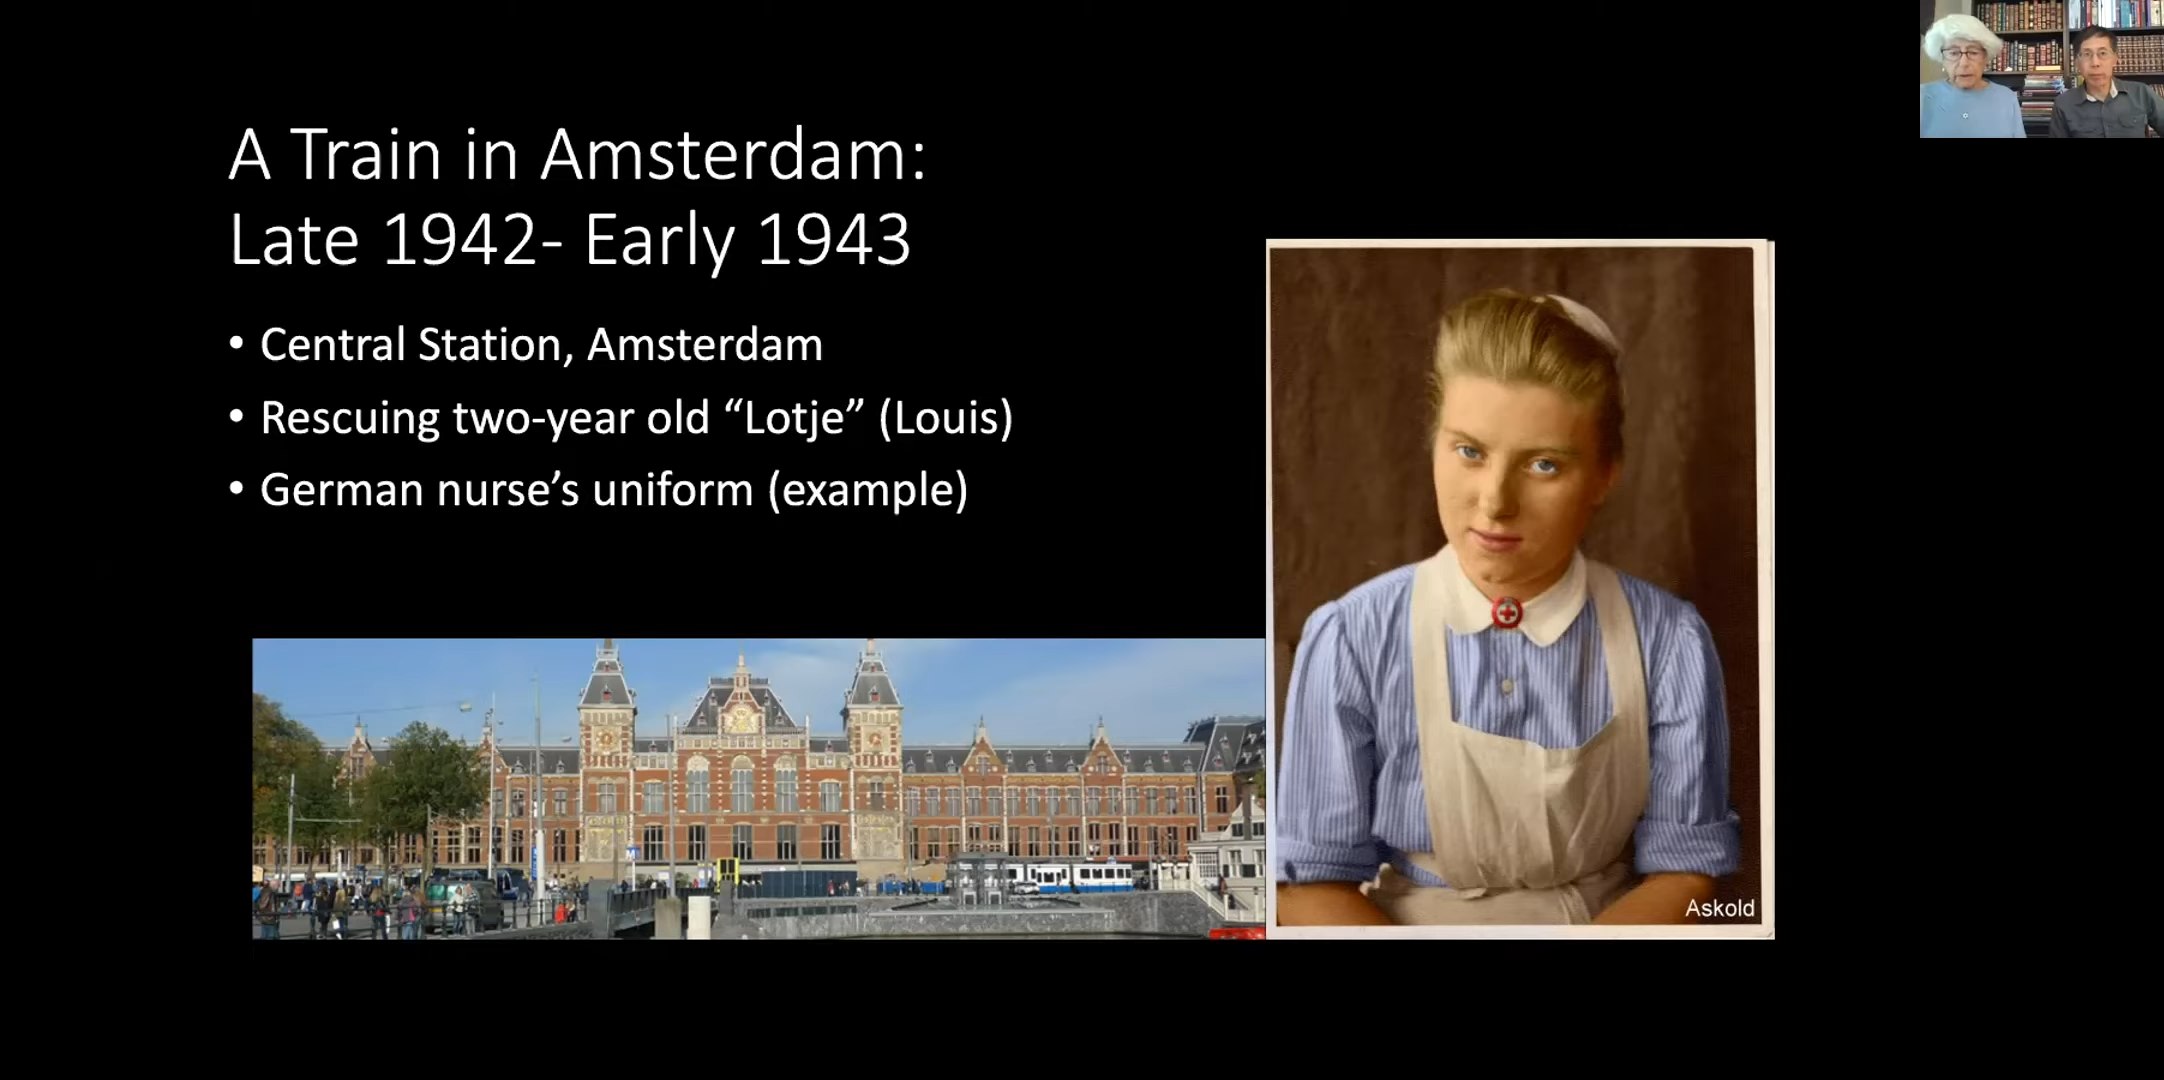 A Train in Amsterdam:
Late 1942- Early 1943
• Central Station, Amsterdam
• Rescuing two-year old “Lotje” (Louis)
• German nurse’s uniform (example)
M
Askold